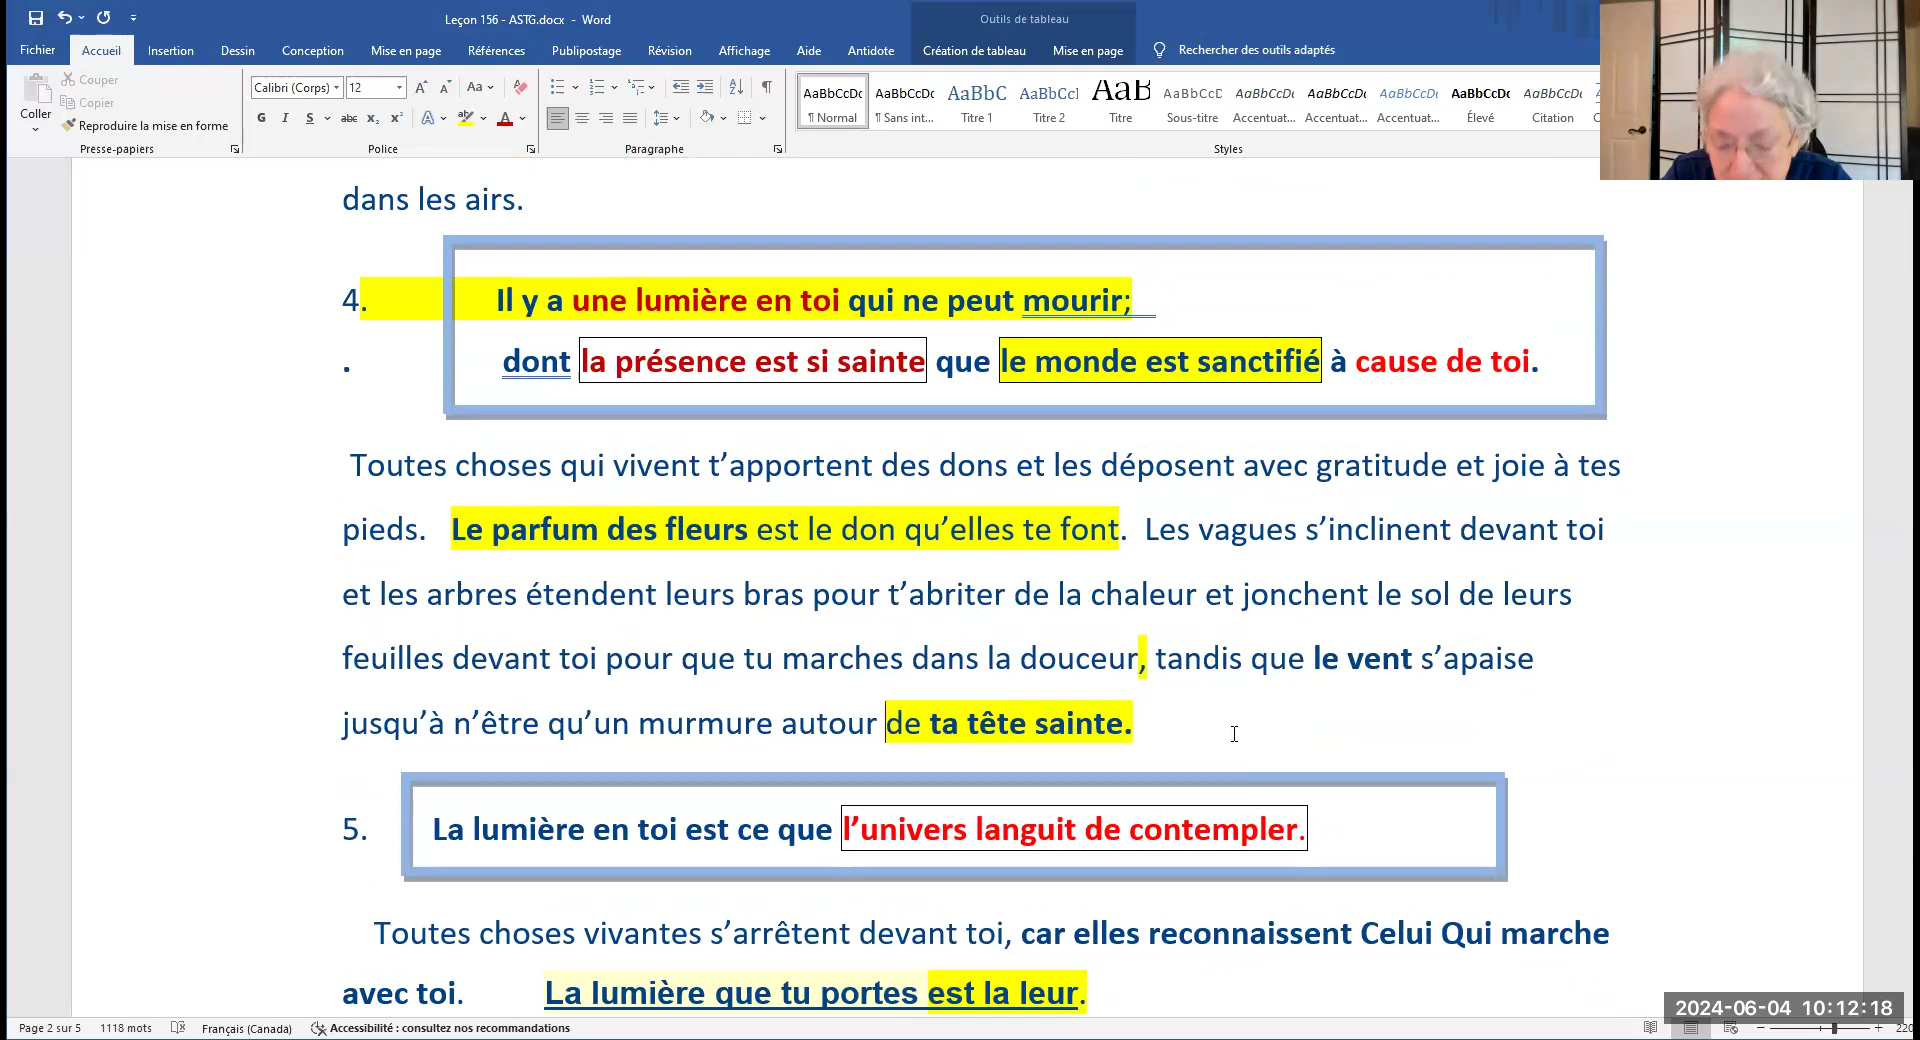 Leçon 156 - ASTG.docx - Word
Outils de tableau
Fichier Accueil Insertion Dessin Conception Mise en page Références Publipostage Révision Affichage Aide Antidote Création de tableau Mise en page Rechercher des outils adaptés
Coller
Couper
Copier
Reproduire la mise en forme
Presse-papiers
Calibri (Corps) 12
G I S abc x₂ x² A A
Police
Paragraphe
AaBbCcDc AaBbCcDc AaBbC AaBbCcI AaB AaBbCcD AaBbCcDc AaBbCcDc AaBbCcDc AaBbCcDc AaBbCcDc
¶ Normal ¶ Sans int... Titre 1 Titre 2 Titre Sous-titre Accentuat... Accentuat... Accentuat... Élevé Citation
Styles
dans les airs.
4. Il y a une lumière en toi qui ne peut mourir;
. dont la présence est si sainte que le monde est sanctifié à cause de toi.
Toutes choses qui vivent t’apportent des dons et les déposent avec gratitude et joie à tes
pieds. Le parfum des fleurs est le don qu’elles te font. Les vagues s’inclinent devant toi
et les arbres étendent leurs bras pour t’abriter de la chaleur et jonchent le sol de leurs
feuilles devant toi pour que tu marches dans la douceur, tandis que le vent s’apaise
jusqu’à n’être qu’un murmure autour de ta tête sainte.
5. La lumière en toi est ce que l’univers languit de contempler.
Toutes choses vivantes s’arrêtent devant toi, car elles reconnaissent Celui Qui marche
avec toi. La lumière que tu portes est la leur.
2024-06-04 10:12:18
Page 2 sur 5 1118 mots Français (Canada) Accessibilité : consultez nos recommandations